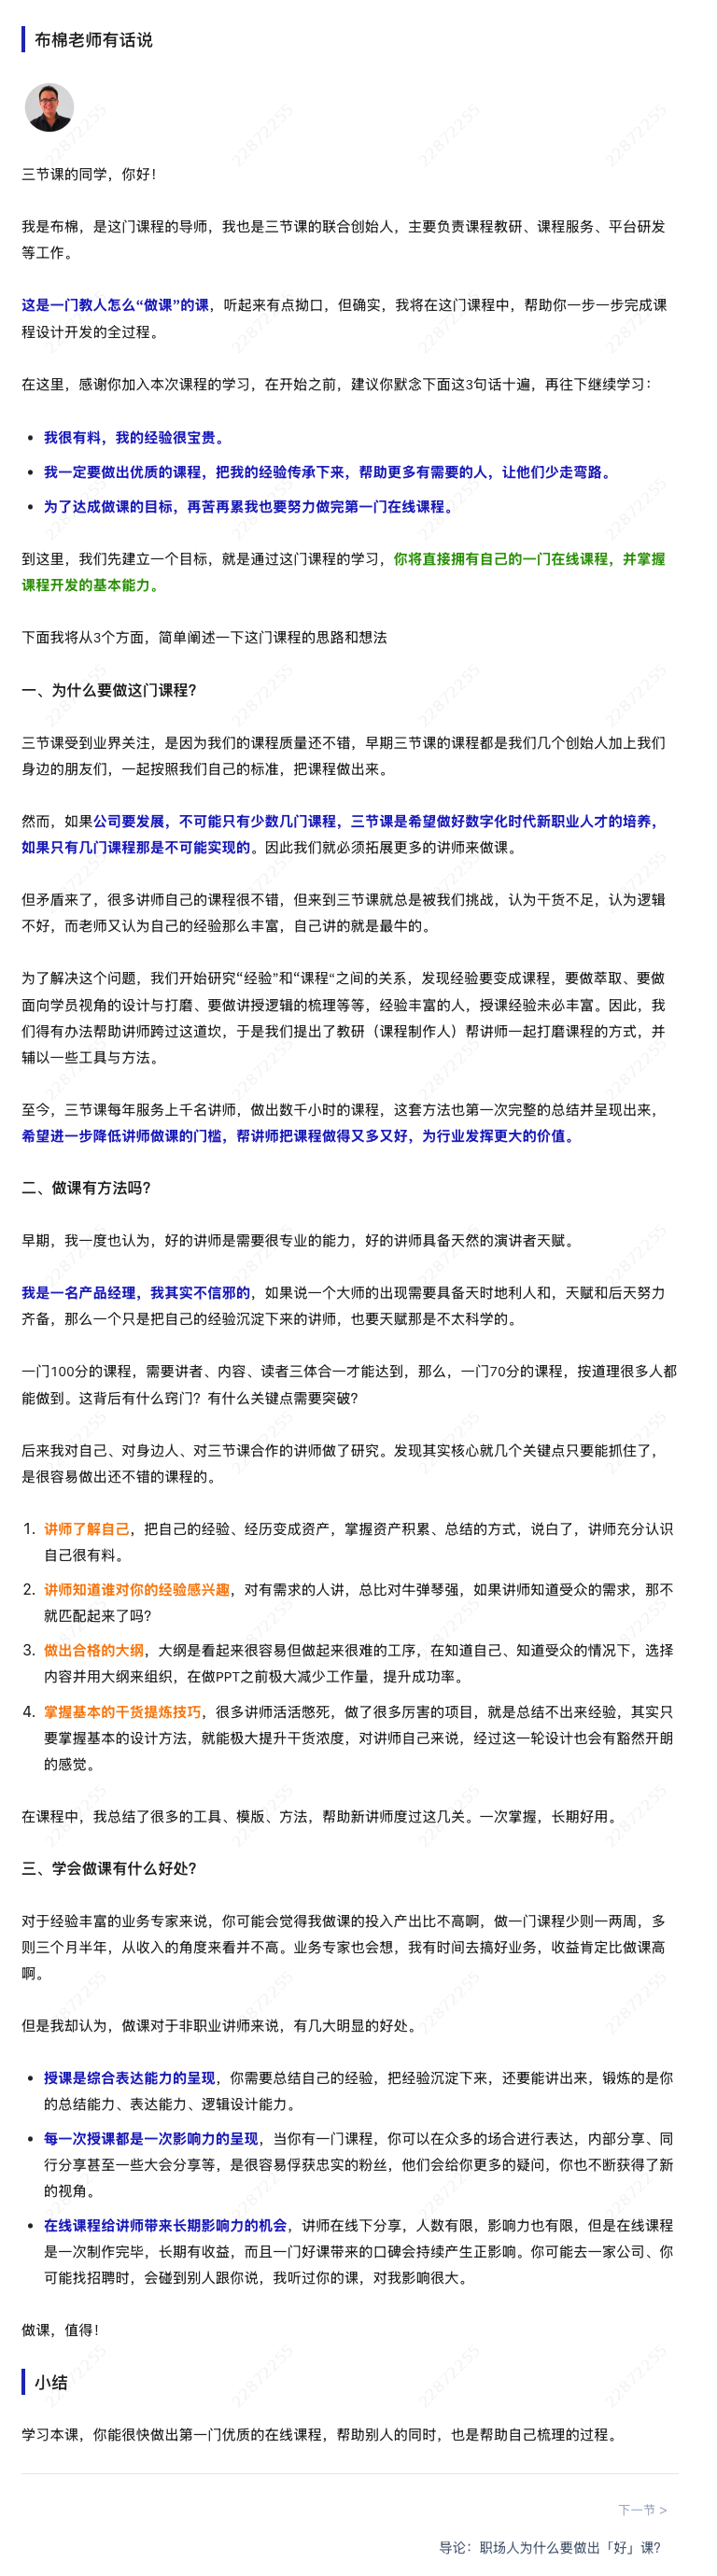 布棉老师有话说
三节课的同学，你好！
我是布棉，是这门课程的导师，我也是三节课的联合创始人，主要负责课程教研、课程服务、平台研发
等工作。
这是一门教人怎么“做课”的课，听起来有点拗口，但确实，我将在这门课程中，帮助你一步一步完成课
程设计开发的全过程。
在这里，感谢你加入本次课程的学习，在开始之前，建议你默念下面这3句话十遍，再往下继续学习：
• 我很有料，我的经验很宝贵。
• 我一定要做出优质的课程，把我的经验传承下来，帮助更多有需要的人，让他们少走弯路。
• 为了达成做课的目标，再苦再累我也要努力做完第一门在线课程。
到这里，我们先建立一个目标，就是通过这门课程的学习，你将直接拥有自己的一门在线课程，并掌握
课程开发的基本能力。
下面我将从3个方面，简单阐述一下这门课程的思路和想法
一、为什么要做这门课程？
三节课受到业界关注，是因为我们的课程质量还不错，早期三节课的课程都是我们几个创始人加上我们
身边的朋友们，一起按照我们自己的标准，把课程做出来。
然而，如果公司要发展，不可能只有少数几门课程，三节课是希望做好数字化时代新职业人才的培养，
如果只有几门课程那是不可能实现的。因此我们就必须拓展更多的讲师来做课。
但矛盾来了，很多讲师自己的课程很不错，但来到三节课就总是被我们挑战，认为干货不足，认为逻辑
不好，而老师又认为自己的经验那么丰富，自己讲的就是最牛的。
为了解决这个问题，我们开始研究“经验”和“课程“之间的关系，发现经验要变成课程，要做萃取、要做
面向学员视角的设计与打磨、要做讲授逻辑的梳理等等，经验丰富的人，授课经验未必丰富。因此，我
们得有办法帮助讲师跨过这道坎，于是我们提出了教研（课程制作人）帮讲师一起打磨课程的方式，并
辅以一些工具与方法。
至今，三节课每年服务上千名讲师，做出数千小时的课程，这套方法也第一次完整的总结并呈现出来，
希望进一步降低讲师做课的门槛，帮讲师把课程做得又多又好，为行业发挥更大的价值。
二、做课有方法吗？
早期，我一度也认为，好的讲师是需要很专业的能力，好的讲师具备天然的演讲者天赋。
我是一名产品经理，我其实不信邪的，如果说一个大师的出现需要具备天时地利人和，天赋和后天努力
齐备，那么一个只是把自己的经验沉淀下来的讲师，也要天赋那是不太科学的。
一门100分的课程，需要讲者、内容、读者三体合一才能达到，那么，一门70分的课程，按道理很多人都
能做到。这背后有什么窍门？有什么关键点需要突破？
后来我对自己、对身边人、对三节课合作的讲师做了研究。发现其实核心就几个关键点只要能抓住了，
是很容易做出还不错的课程的。
1. 讲师了解自己，把自己的经验、经历变成资产，掌握资产积累、总结的方式，说白了，讲师充分认识
自己很有料。
2. 讲师知道谁对你的经验感兴趣，对有需求的人讲，总比对牛弹琴强，如果讲师知道受众的需求，那不
就匹配起来了吗？
3. 做出合格的大纲，大纲是看起来很容易但做起来很难的工序，在知道自己、知道受众的情况下，选择
内容并用大纲来组织，在做PPT之前极大减少工作量，提升成功率。
4. 掌握基本的干货提炼技巧，很多讲师活活憋死，做了很多厉害的项目，就是总结不出来经验，其实只
要掌握基本的设计方法，就能极大提升干货浓度，对讲师自己来说，经过这一轮设计也会有豁然开朗
的感觉。
在课程中，我总结了很多的工具、模版、方法，帮助新讲师度过这几关。一次掌握，长期好用。
三、学会做课有什么好处？
对于经验丰富的业务专家来说，你可能会觉得我做课的投入产出比不高啊，做一门课程少则一两周，多
则三个月半年，从收入的角度来看并不高。业务专家也会想，我有时间去搞好业务，收益肯定比做课高
啊。
但是我却认为，做课对于非职业讲师来说，有几大明显的好处。
• 授课是综合表达能力的呈现，你需要总结自己的经验，把经验沉淀下来，还要能讲出来，锻炼的是你
的总结能力、表达能力、逻辑设计能力。
• 每一次授课都是一次影响力的呈现，当你有一门课程，你可以在众多的场合进行表达，内部分享、同
行分享甚至一些大会分享等，是很容易俘获忠实的粉丝，他们会给你更多的疑问，你也不断获得了新
的视角。
• 在线课程给讲师带来长期影响力的机会，讲师在线下分享，人数有限，影响力也有限，但是在线课程
是一次制作完毕，长期有收益，而且一门好课带来的口碑会持续产生正影响。你可能去一家公司、你
可能找招聘时，会碰到别人跟你说，我听过你的课，对我影响很大。
做课，值得！
小结
学习本课，你能很快做出第一门优质的在线课程，帮助别人的同时，也是帮助自己梳理的过程。
下一节 >
导论：职场人为什么要做出「好」课？
22872255